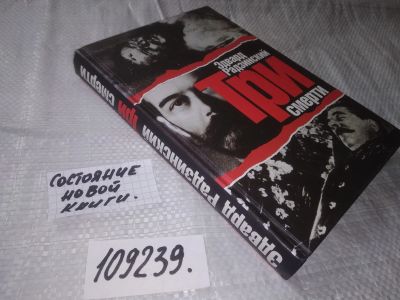 Эдвард
Радзинский
Три
смерти
Эдвард Радзинский
ТРИ смерти
СОСТОЯНИЕ
НОВОЙ
КНИГИ.
109239.